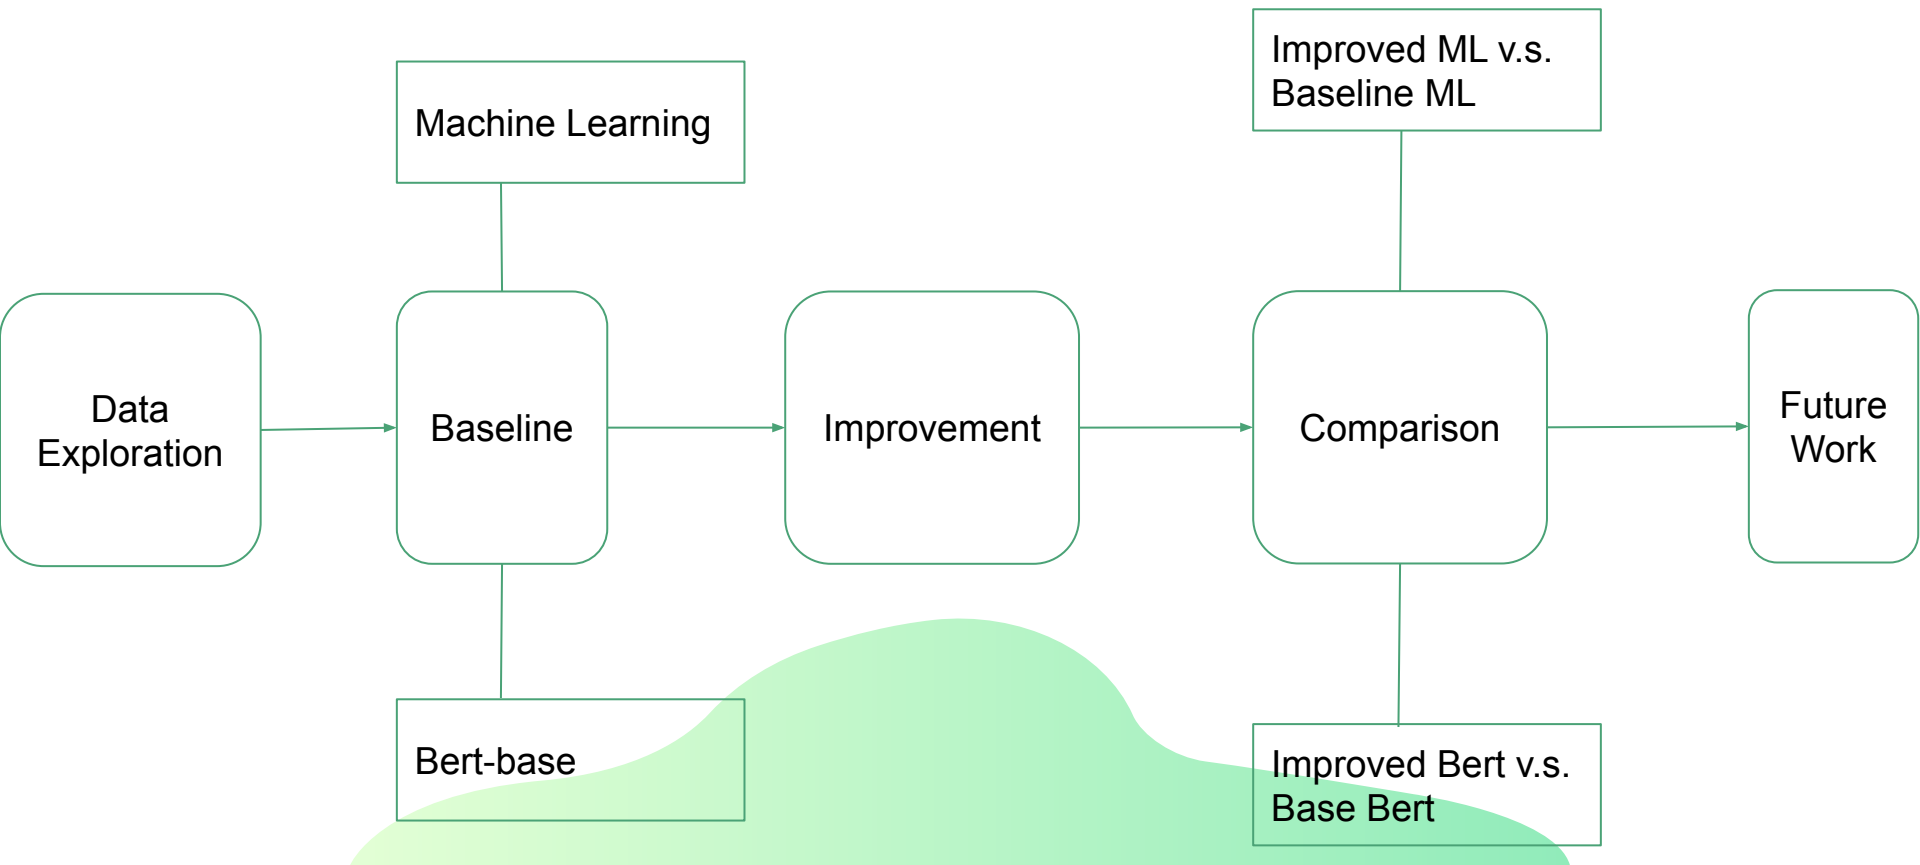 Improved ML v.s.
Baseline ML
Machine Learning
Data
Exploration
Baseline
Improvement
Comparison
Future
Work
Bert-base
Improved Bert v.s.
Base Bert